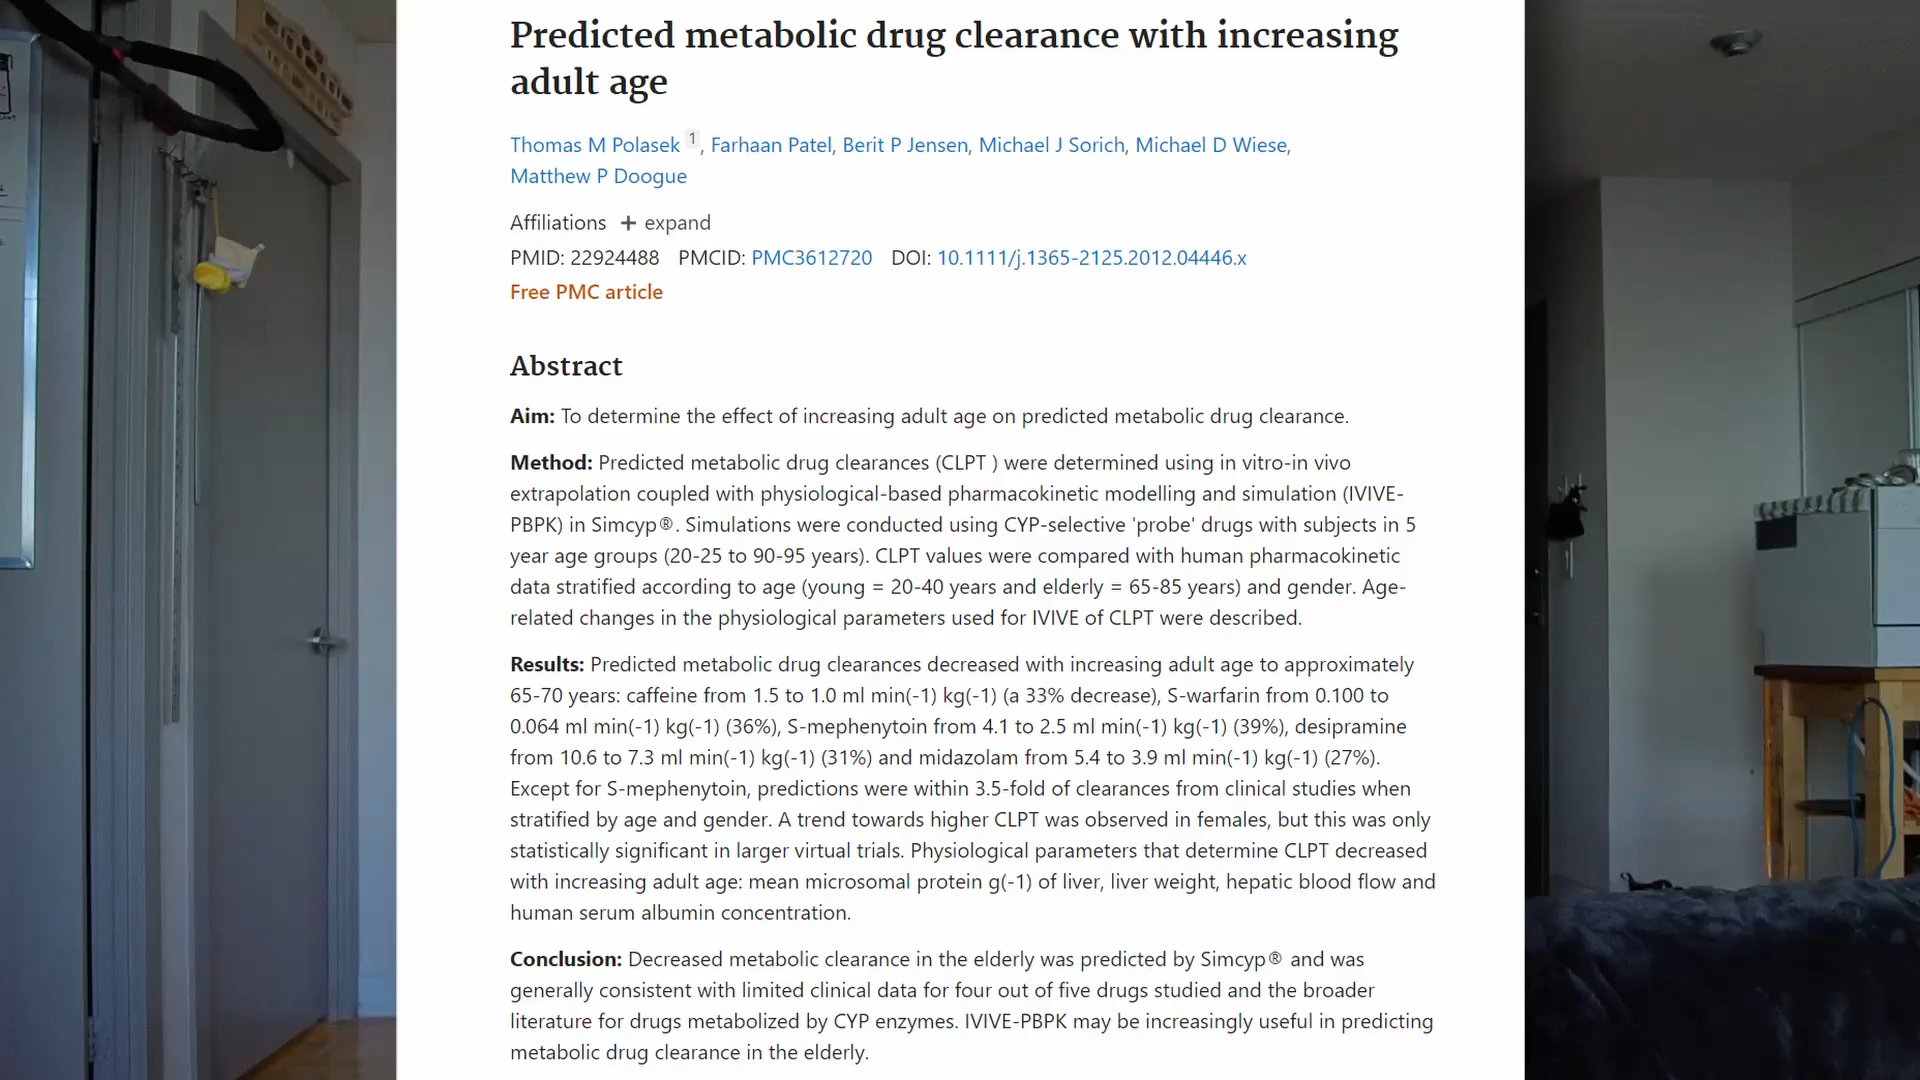 Predicted metabolic drug clearance with increasing
adult age
Thomas M Polasek 1, Farhaan Patel, Berit P Jensen, Michael J Sorich, Michael D Wiese,
Matthew P Doogue
Affiliations + expand
PMID: 22924488 PMCID: PMC3612720 DOI: 10.1111/j.1365-2125.2012.04446.x
Free PMC article
Abstract
Aim: To determine the effect of increasing adult age on predicted metabolic drug clearance.
Method: Predicted metabolic drug clearances (CLPT ) were determined using in vitro-in vivo
extrapolation coupled with physiological-based pharmacokinetic modelling and simulation (IVIVE-
PBPK) in Simcyp®. Simulations were conducted using CYP-selective 'probe' drugs with subjects in 5
year age groups (20-25 to 90-95 years). CLPT values were compared with human pharmacokinetic
data stratified according to age (young = 20-40 years and elderly = 65-85 years) and gender. Age-
related changes in the physiological parameters used for IVIVE of CLPT were described.
Results: Predicted metabolic drug clearances decreased with increasing adult age to approximately
65-70 years: caffeine from 1.5 to 1.0 ml min(-1) kg(-1) (a 33% decrease), S-warfarin from 0.100 to
0.064 ml min(-1) kg(-1) (36%), S-mephenytoin from 4.1 to 2.5 ml min(-1) kg(-1) (39%), desipramine
from 10.6 to 7.3 ml min(-1) kg(-1) (31%) and midazolam from 5.4 to 3.9 ml min(-1) kg(-1) (27%).
Except for S-mephenytoin, predictions were within 3.5-fold of clearances from clinical studies when
stratified by age and gender. A trend towards higher CLPT was observed in females, but this was only
statistically significant in larger virtual trials. Physiological parameters that determine CLPT decreased
with increasing adult age: mean microsomal protein g(-1) of liver, liver weight, hepatic blood flow and
human serum albumin concentration.
Conclusion: Decreased metabolic clearance in the elderly was predicted by Simcyp® and was
generally consistent with limited clinical data for four out of five drugs studied and the broader
literature for drugs metabolized by CYP enzymes. IVIVE-PBPK may be increasingly useful in predicting
metabolic drug clearance in the elderly.